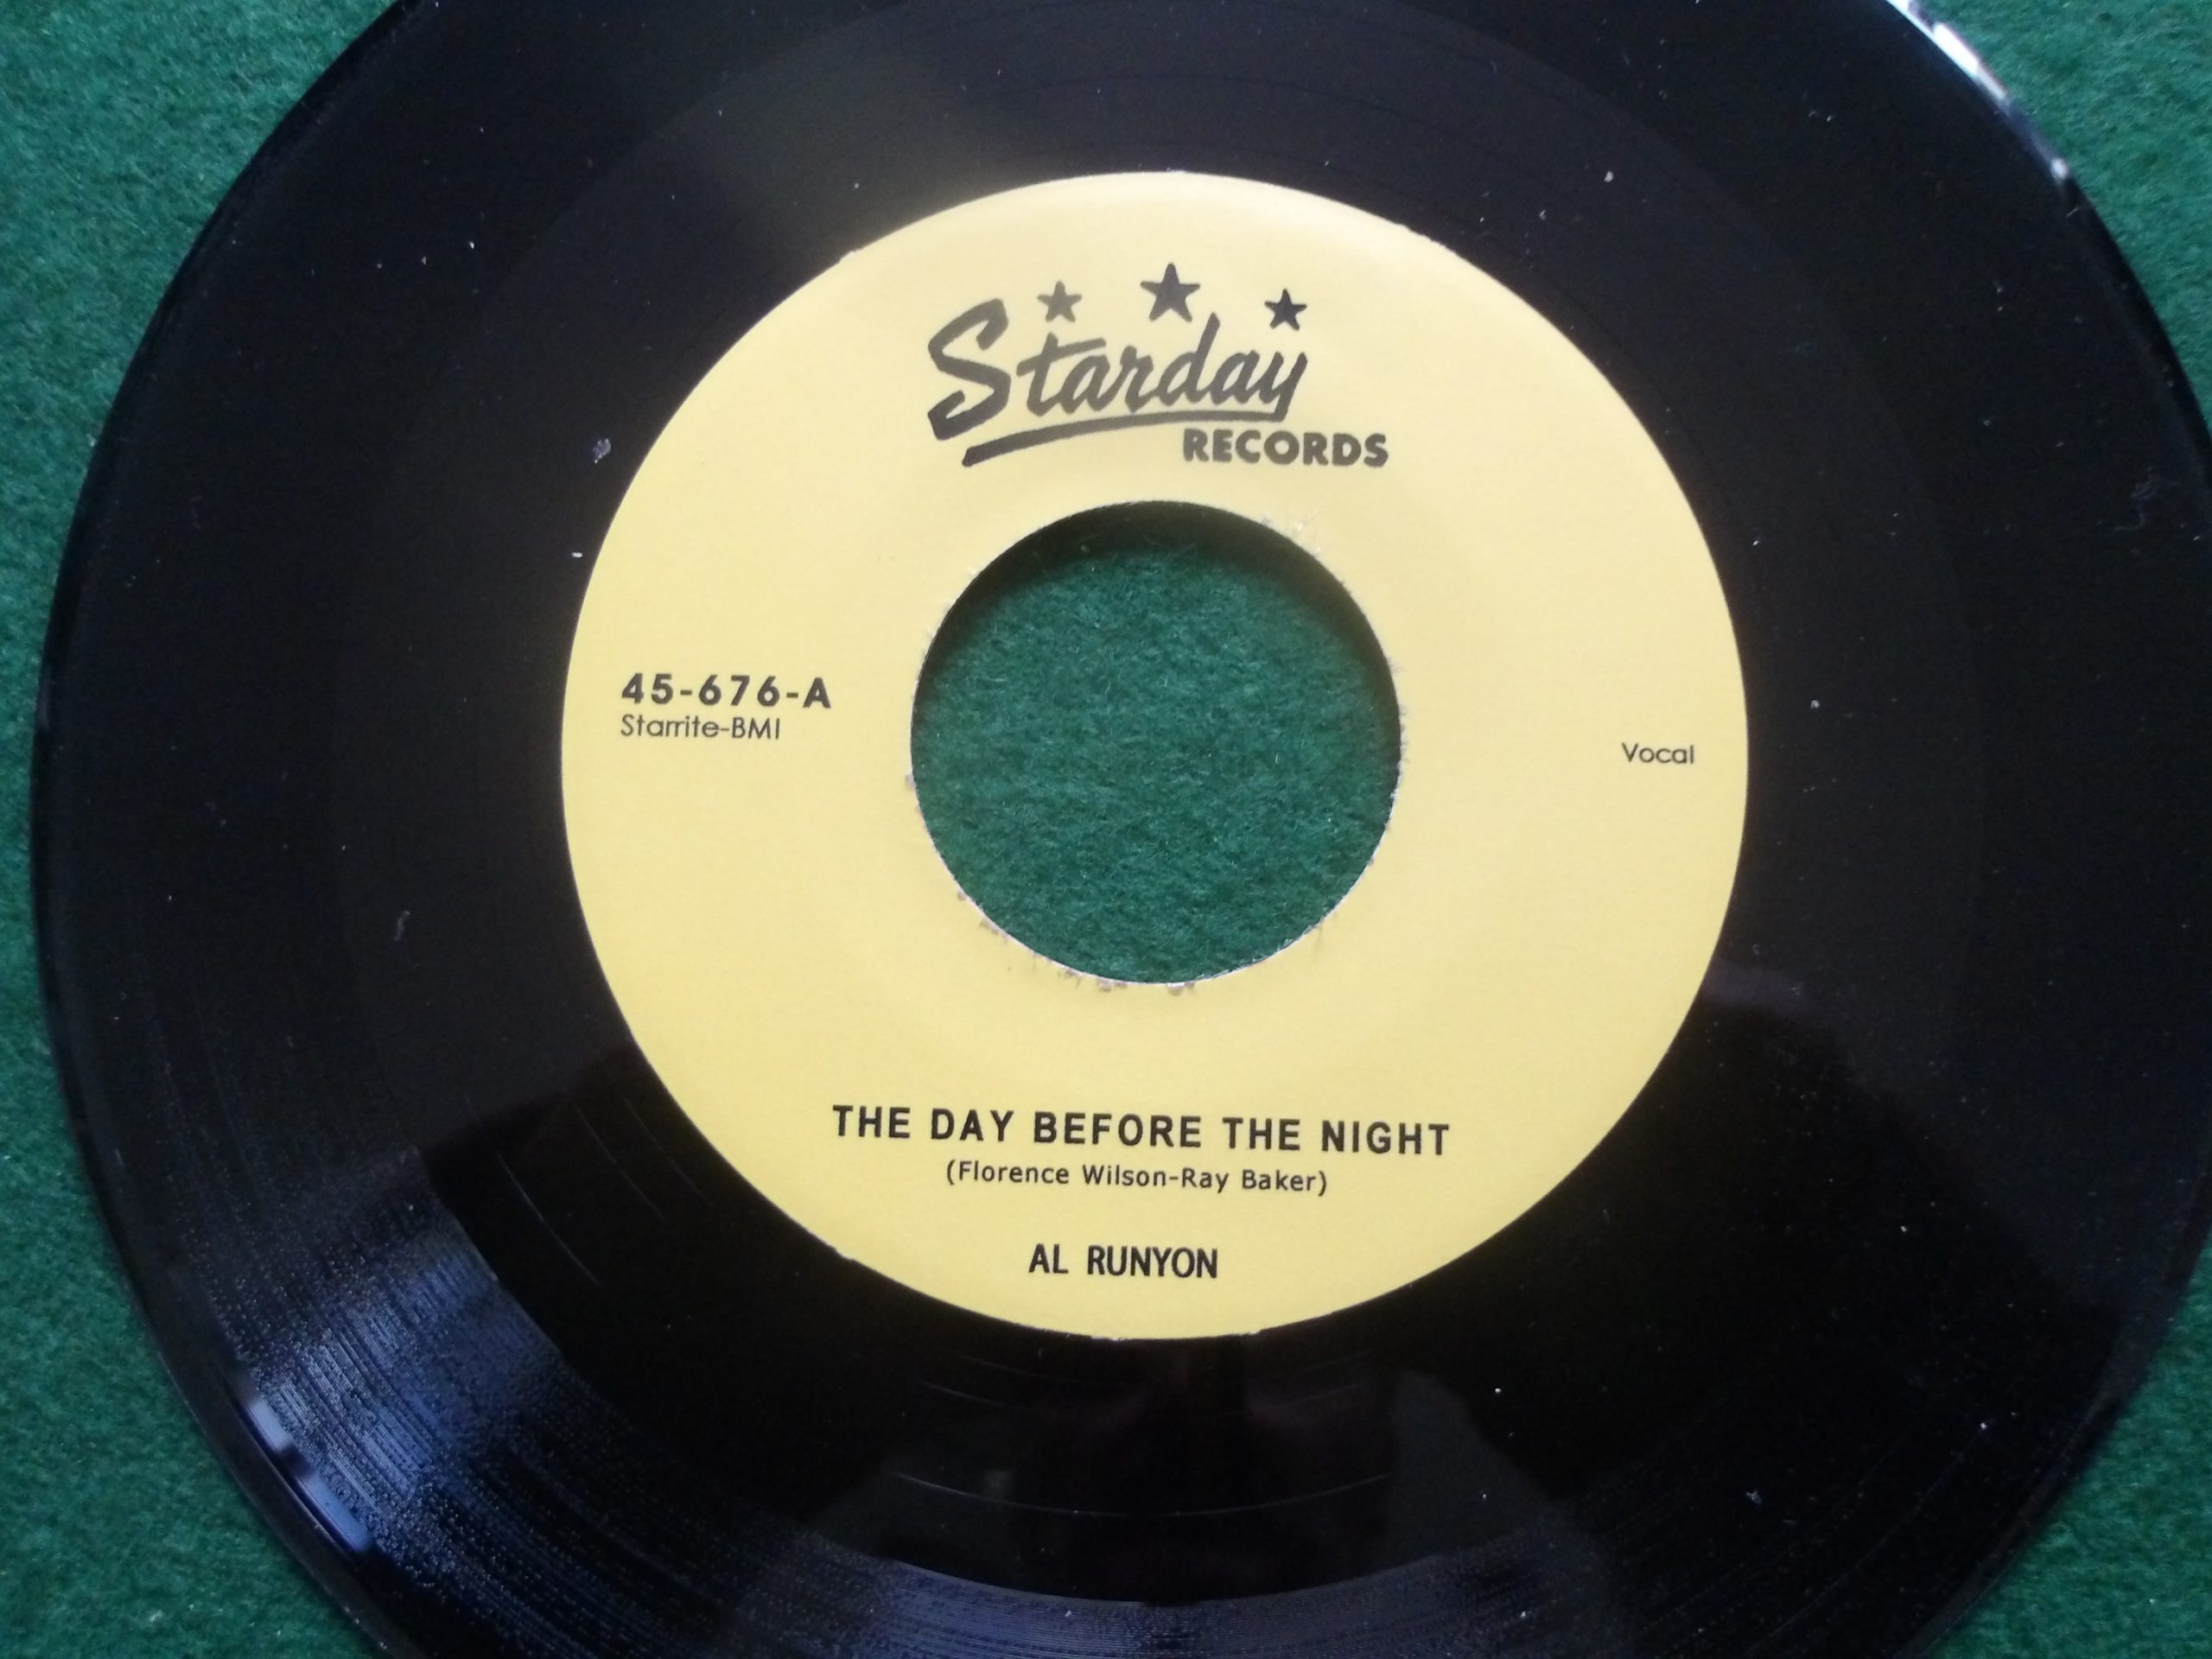 Starday
RECORDS
45-676-A
Starrite-BMI
Vocal
THE DAY BEFORE THE NIGHT
(Florence Wilson-Ray Baker)
AL RUNYON